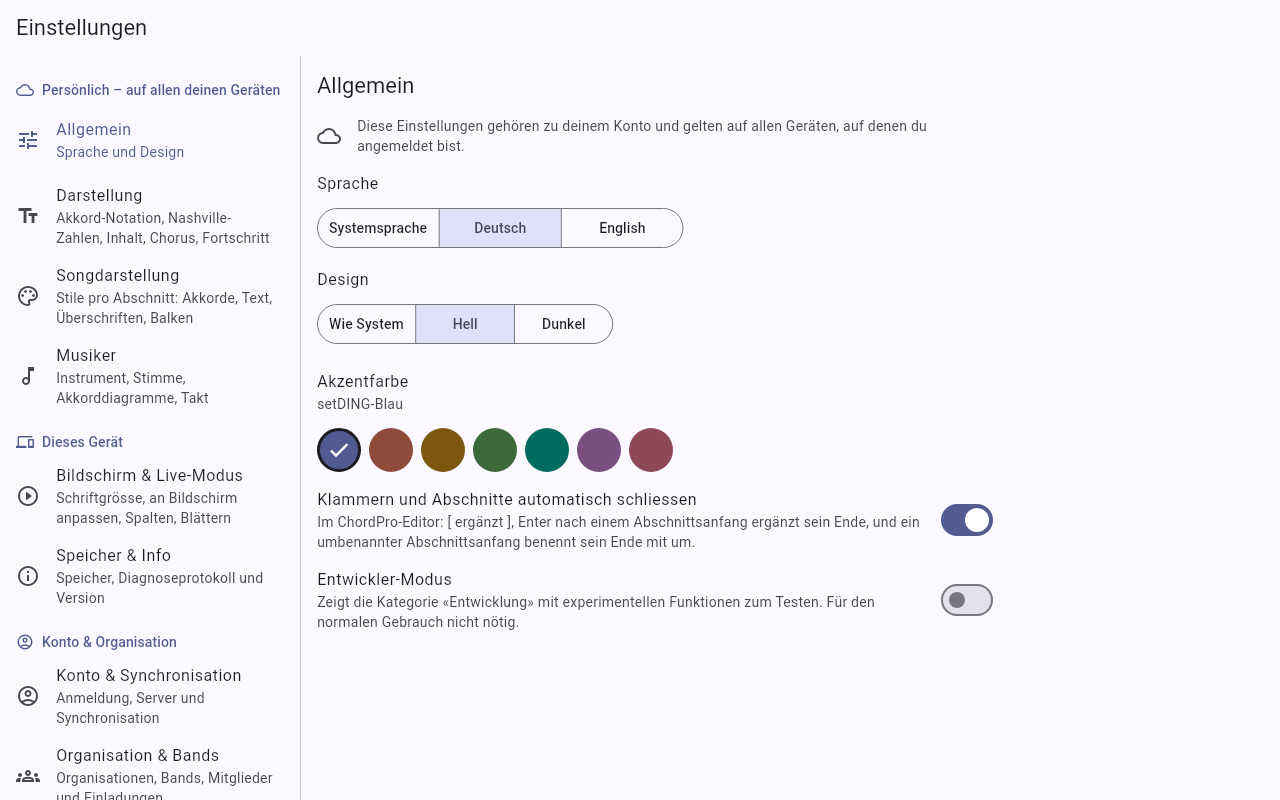 Einstellungen
Persönlich – auf allen deinen Geräten
Allgemein
Sprache und Design
Darstellung
Akkord-Notation, Nashville-
Zahlen, Inhalt, Chorus, Fortschritt
Songdarstellung
Stile pro Abschnitt: Akkorde, Text,
Überschriften, Balken
Musiker
Instrument, Stimme,
Akkorddiagramme, Takt
Dieses Gerät
Bildschirm & Live-Modus
Schriftgrösse, an Bildschirm
anpassen, Spalten, Blättern
Speicher & Info
Speicher, Diagnoseprotokoll und
Version
Konto & Organisation
Konto & Synchronisation
Anmeldung, Server und
Synchronisation
Organisation & Bands
Organisationen, Bands, Mitglieder
und Einladungen
Allgemein
Diese Einstellungen gehören zu deinem Konto und gelten auf allen Geräten, auf denen du
angemeldet bist.
Sprache
Systemsprache Deutsch English
Design
Wie System Hell Dunkel
Akzentfarbe
setDING-Blau
Klammern und Abschnitte automatisch schliessen
Im ChordPro-Editor: [ ergänzt ], Enter nach einem Abschnittsanfang ergänzt sein Ende, und ein
umbenannter Abschnittsanfang benennt sein Ende mit um.
Entwickler-Modus
Zeigt die Kategorie «Entwicklung» mit experimentellen Funktionen zum Testen. Für den
normalen Gebrauch nicht nötig.